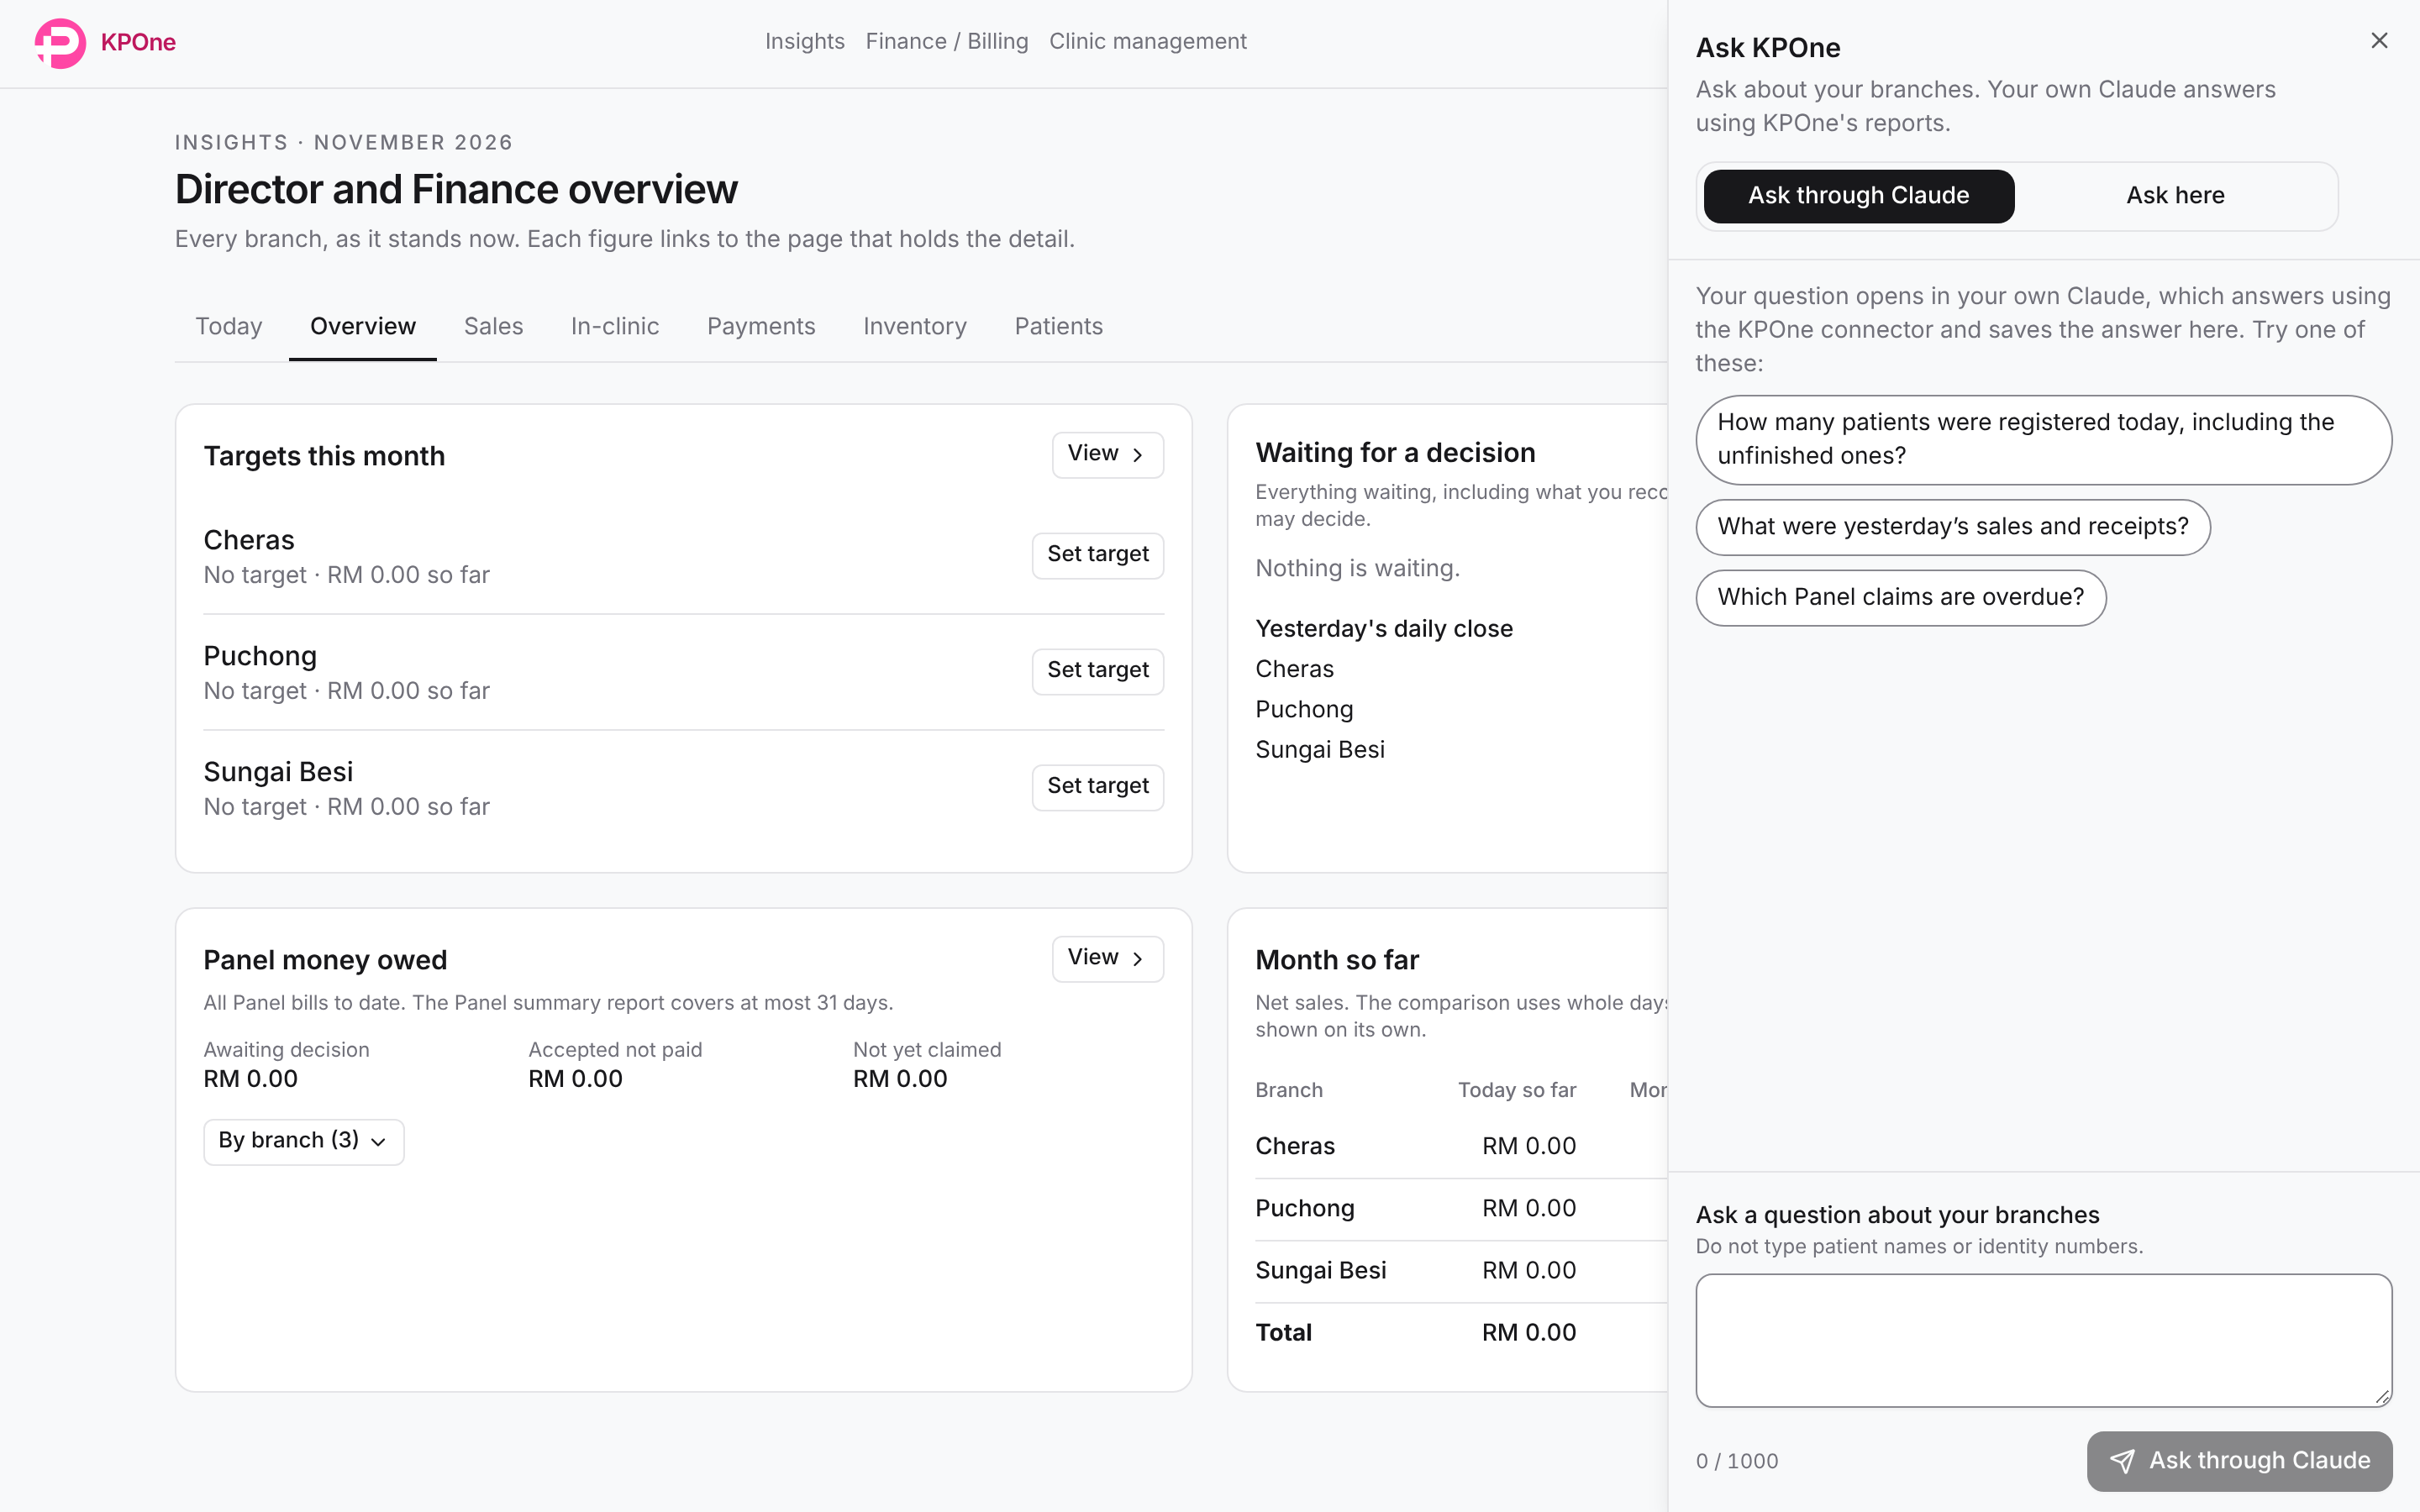 KPOne
Insights
Finance / Billing
Clinic management
INSIGHTS · NOVEMBER 2026
Director and Finance overview
Every branch, as it stands now. Each figure links to the page that holds the detail.
Today
Overview
Sales
In-clinic
Payments
Inventory
Patients
Targets this month
View
Cheras
No target · RM 0.00 so far
Set target
Puchong
No target · RM 0.00 so far
Set target
Sungai Besi
No target · RM 0.00 so far
Set target
Waiting for a decision
Everything waiting, including what you
may decide.
Nothing is waiting.
Yesterday's daily close
Cheras
Puchong
Sungai Besi
Panel money owed
View
All Panel bills to date. The Panel summary report covers at most 31 days.
Awaiting decision
RM 0.00
Accepted not paid
RM 0.00
Not yet claimed
RM 0.00
By branch (3)
Month so far
Net sales. The comparison uses whole days
shown on its own.
Branch
Today so far
Cheras
RM 0.00
Puchong
RM 0.00
Sungai Besi
RM 0.00
Total
RM 0.00
Ask KPOne
Ask about your branches. Your own Claude answers
using KPOne's reports.
Ask through Claude
Ask here
Your question opens in your own Claude, which answers using
the KPOne connector and saves the answer here. Try one of
these:
How many patients were registered today, including the
unfinished ones?
What were yesterday’s sales and receipts?
Which Panel claims are overdue?
Ask a question about your branches
Do not type patient names or identity numbers.
0 / 1000
Ask through Claude